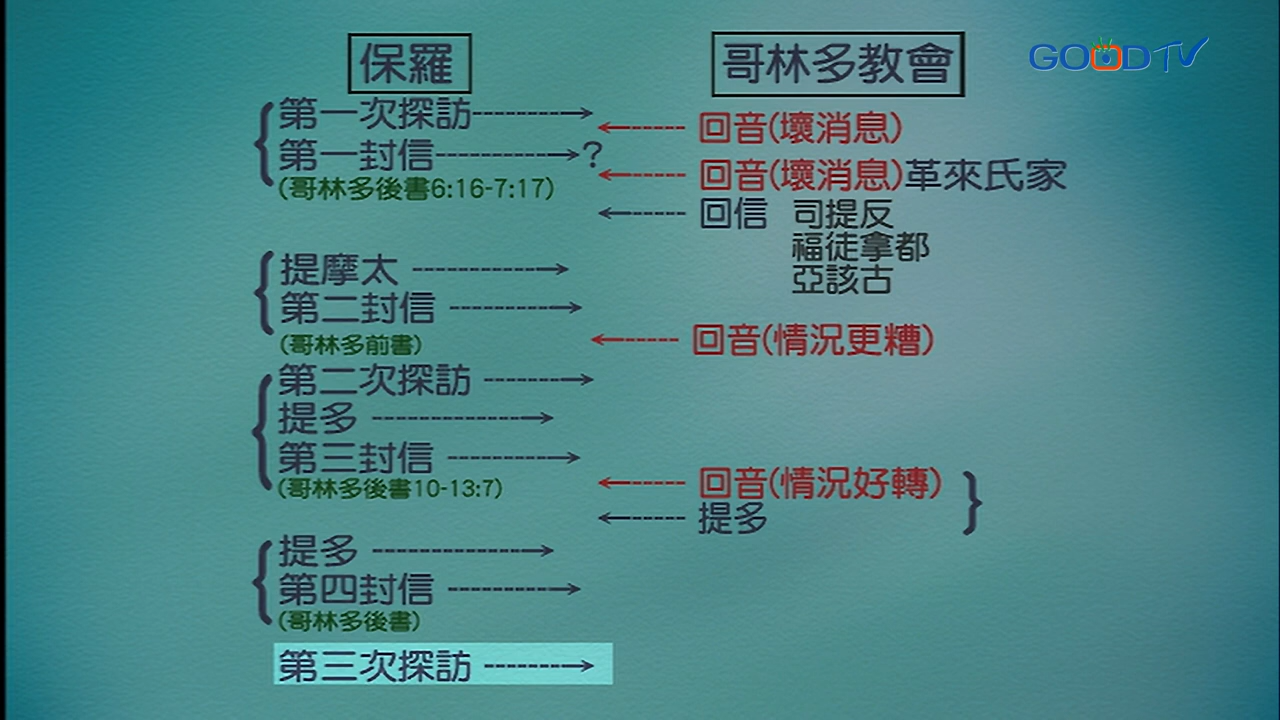 保羅
哥林多教會
GOODTV
第一次探訪
回音(壞消息)
第一封信
?
(哥林多後書6:16-7:17)
回音(壞消息)革來氏家
回信 司提反
福徒拿都
亞該古
提摩太
第二封信
(哥林多前書)
回音(情況更糟)
第二次探訪
提多
第三封信
(哥林多後書10-13:7)
回音(情況好轉)
提多
提多
第四封信
(哥林多後書)
第三次探訪